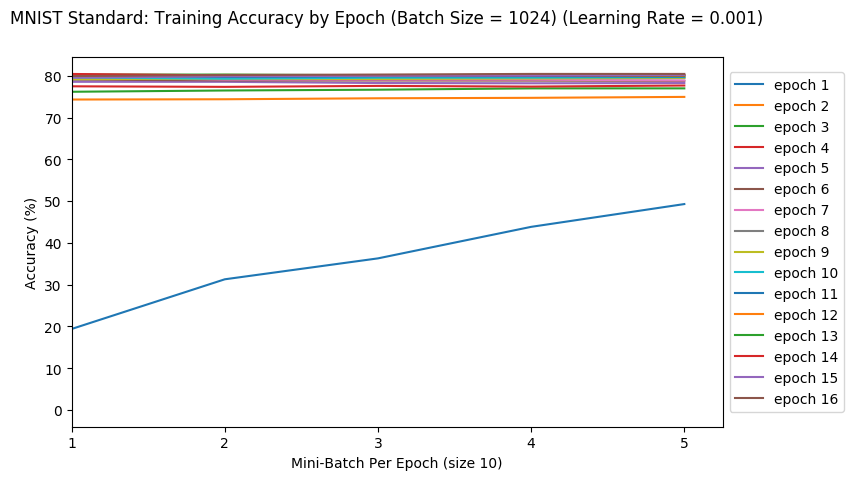 MNIST Standard: Training Accuracy by Epoch (Batch Size = 1024) (Learning Rate = 0.001)
Accuracy (%)
80
70
60
50
40
30
20
10
0
1
2
3
4
5
Mini-Batch Per Epoch (size 10)
epoch 1
epoch 2
epoch 3
epoch 4
epoch 5
epoch 6
epoch 7
epoch 8
epoch 9
epoch 10
epoch 11
epoch 12
epoch 13
epoch 14
epoch 15
epoch 16